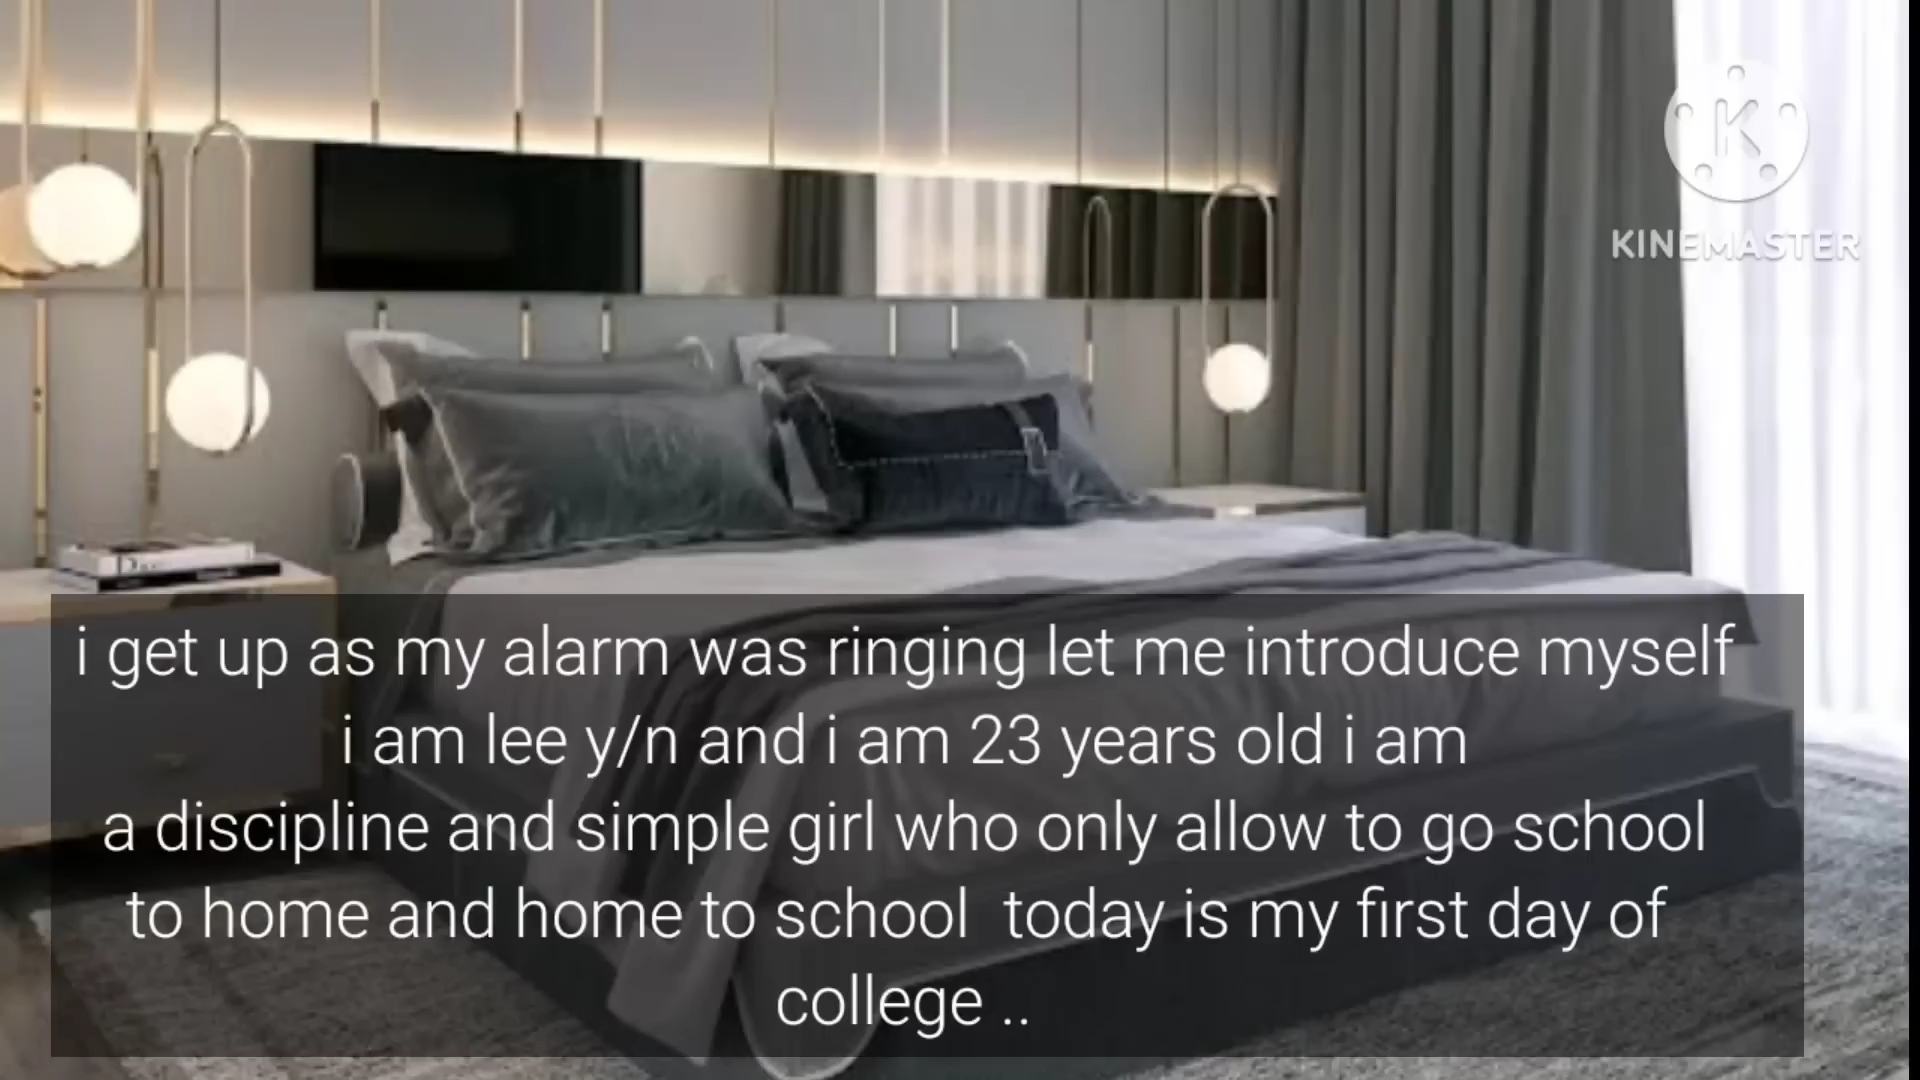 K
KINEMASTER
i get up as my alarm was ringing let me introduce myself
i am lee y/n and i am 23 years old i am
a discipline and simple girl who only allow to go school
to home and home to school today is my first day of
college ..